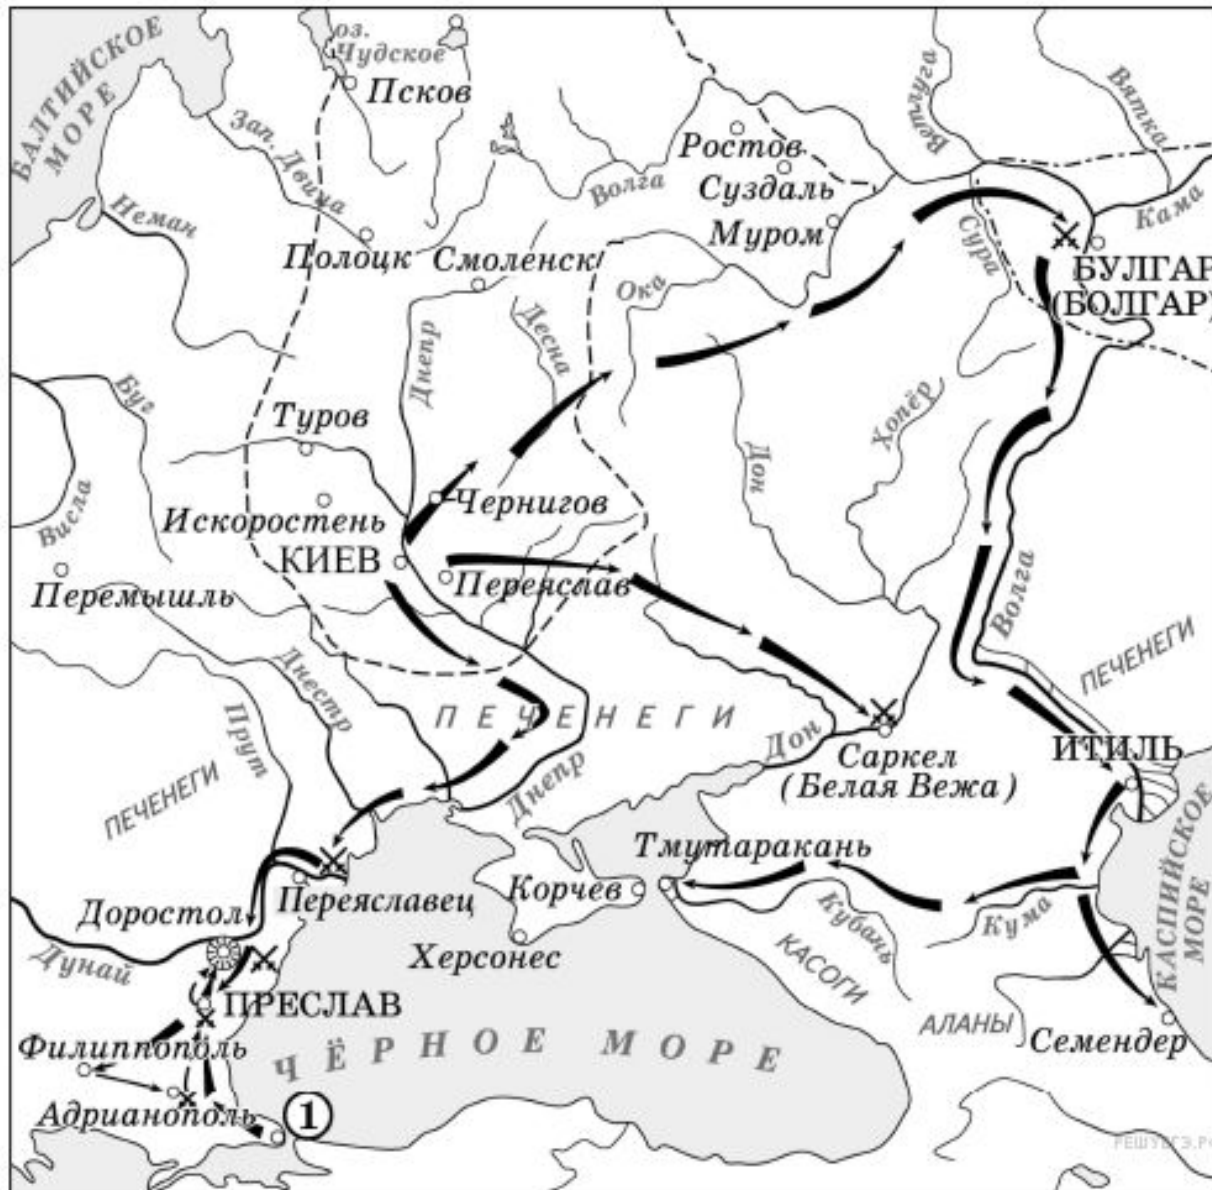 БАЛТИЙСКОЕ
МОРЕ
оз.
Чудское
Псков
Зап. Двина
Неман
Полоцк
Смоленск
Волга
Ростов
Суздаль
Муром
Ветлуга
Вятка
Кама
Сура
БУЛГАР
(БОЛГАР)
Ока
Десна
Днепр
Буг
Туров
Дон
Хопёр
Висла
Искоростень
Чернигов
КИЕВ
Переяслав
Перемышль
Волга
ПЕЧЕНЕГИ
Днестр
Прут
ПЕЧЕНЕГИ
ПЕЧЕНЕГИ
Днепр
Дон
Саркел
(Белая Вежа)
ИТИЛЬ
Тмутаракань
Корчев
Переяславец
Доростол
Дунай
Херсонес
Кубань
Кума
КАСОГИ
АЛАНЫ
КАСПИЙСКОЕ
МОРЕ
Семендер
ПРЕСЛАВ
Филиппополь
ЧЁРНОЕ МОРЕ
Адрианополь
1
РЕШУЕГЭ.РФ